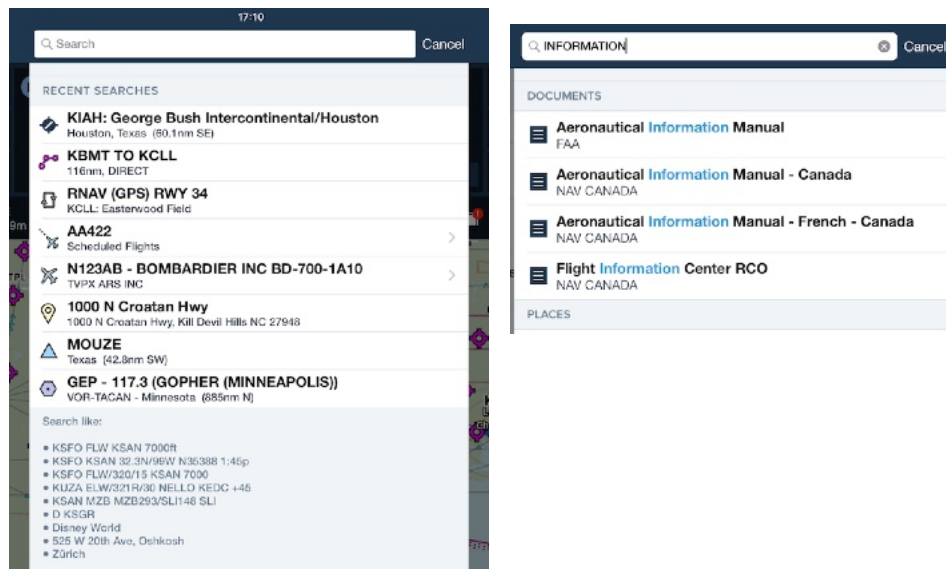 17:10
Search
Cancel
RECENT SEARCHES
KIAH: George Bush Intercontinental/Houston
Houston, Texas (60.1nm SE)
KBMT TO KCLL
116nm, DIRECT
RNAV (GPS) RWY 34
KCLL: Easterwood Field
AA422
Scheduled Flights
N123AB - BOMBARDIER INC BD-700-1A10
TVPX ARS INC
1000 N Croatan Hwy
1000 N Croatan Hwy, Kill Devil Hills NC 27948
MOUZE
Texas (42.8nm SW)
GEP - 117.3 (GOPHER (MINNEAPOLIS))
VOR-TACAN - Minnesota (885nm N)
Search like:
• KSFO FLW KSAN 7000ft
• KSFO KSAN 32.3N/99W N35388 1:45p
• KSFO FLW/320/15 KSAN 7000
• KUZA ELW/321R/30 NELLO KEDC +45
• KSAN MZB MZB293/SLI148 SLI
• D KSGR
• Disney World
• 525 W 20th Ave, Oshkosh
• Zürich
INFORMATION
Cancel
DOCUMENTS
Aeronautical Information Manual
FAA
Aeronautical Information Manual - Canada
NAV CANADA
Aeronautical Information Manual - French - Canada
NAV CANADA
Flight Information Center RCO
NAV CANADA
PLACES